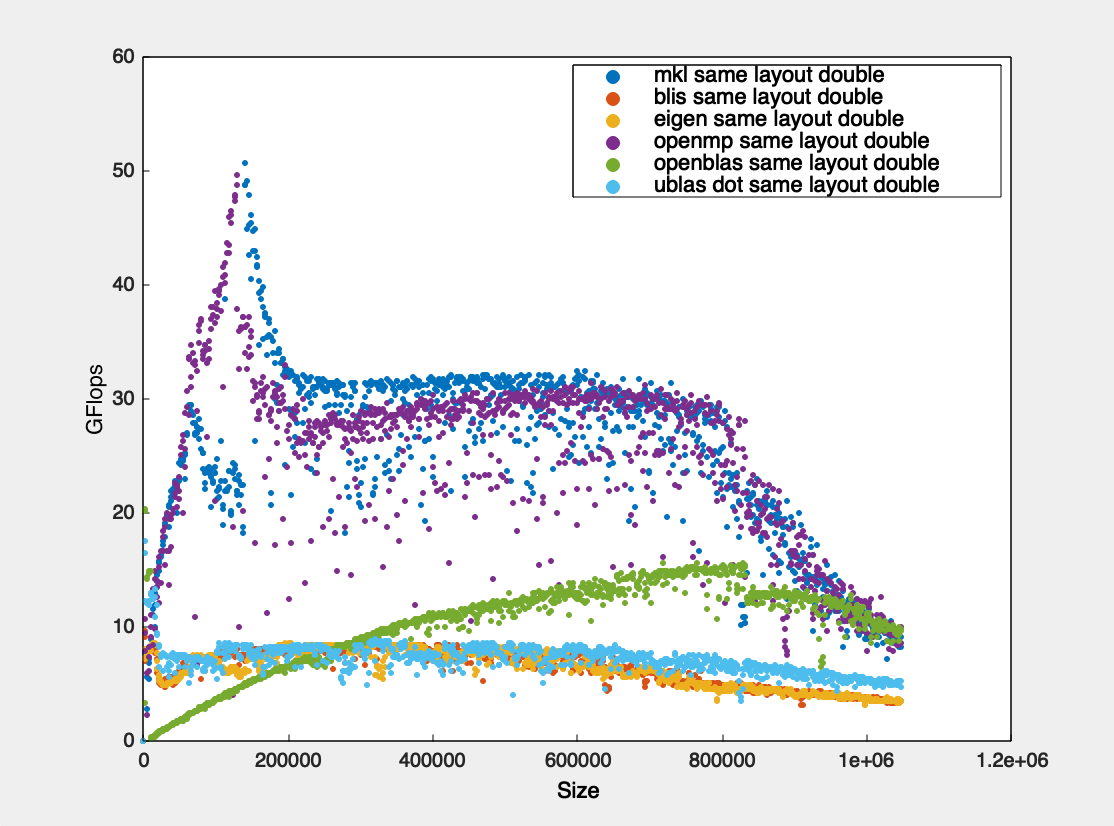 60
mkl same layout double
blis same layout double
eigen same layout double
openmp same layout double
openblas same layout double
ublas dot same layout double
50
40
30
20
10
0
GFlops
0 200000 400000 600000 800000 1e+06 1.2e+06
Size